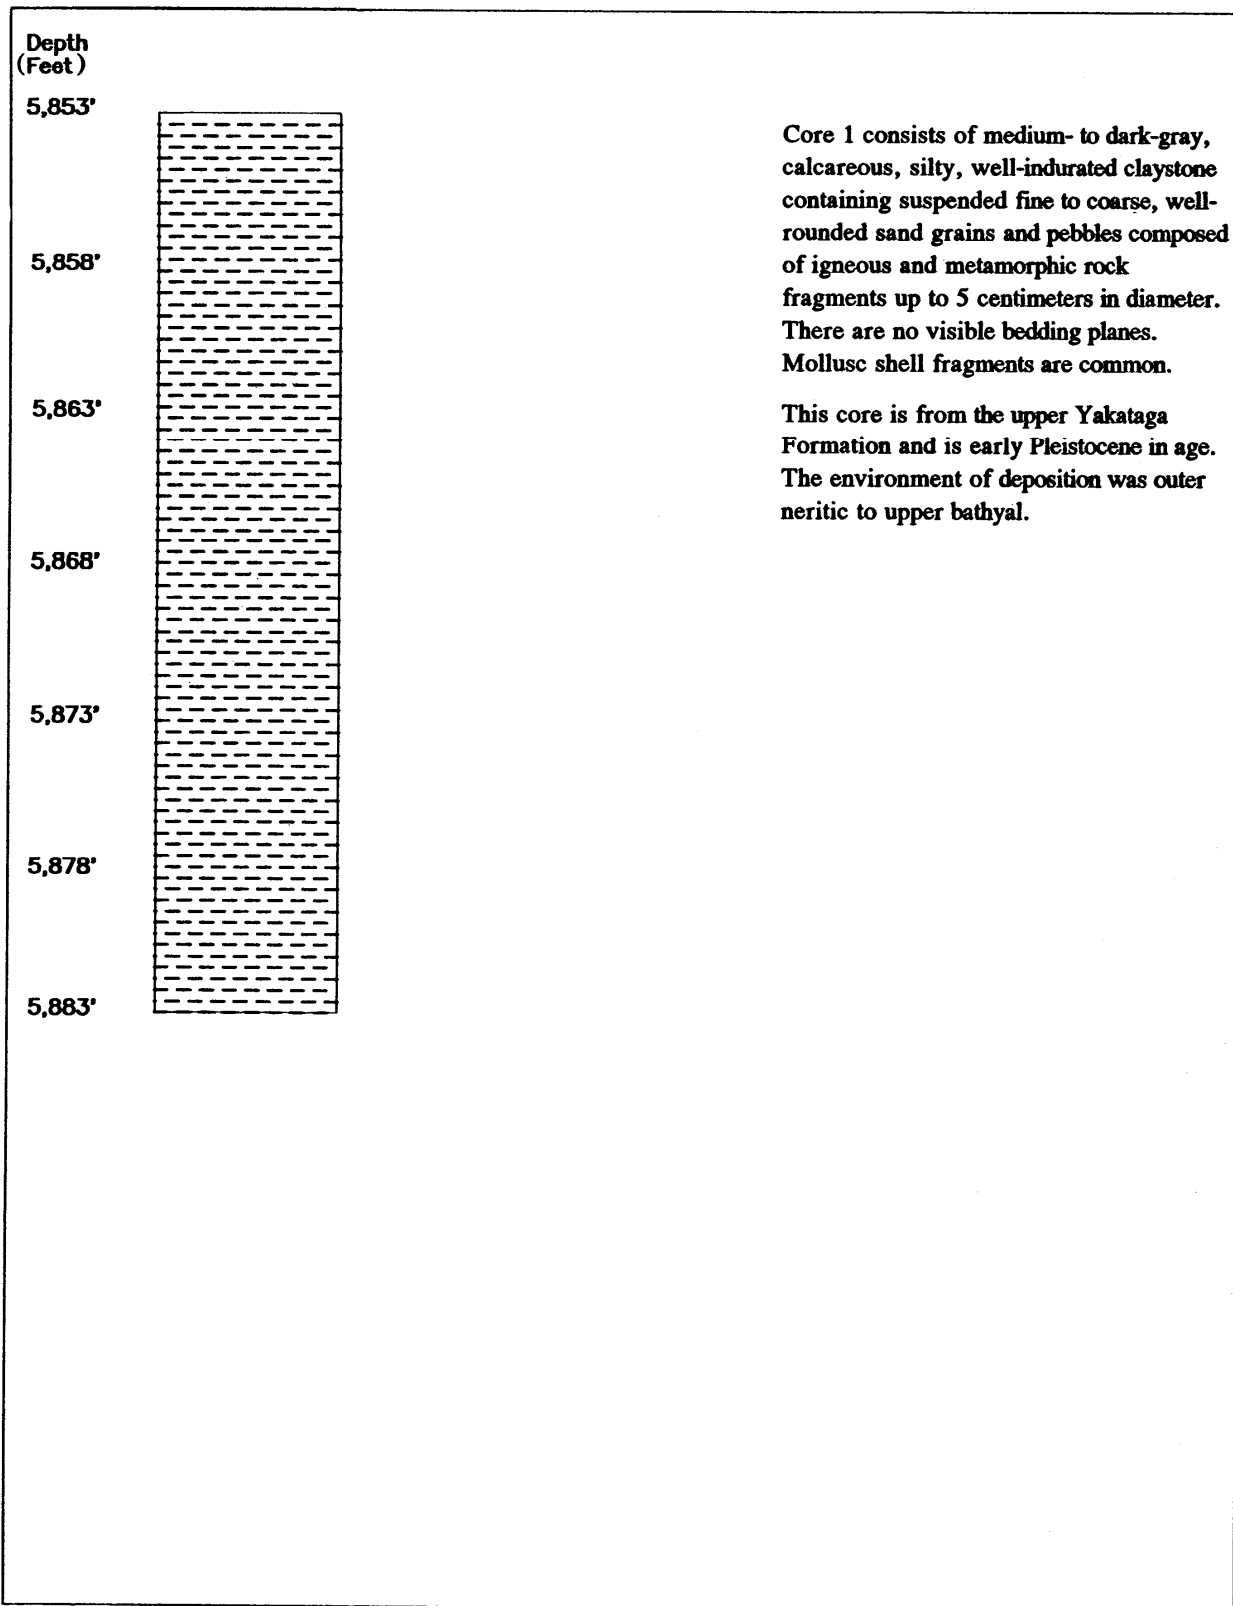 Depth
(Feet)
5,853'
5,858'
5,863'
5,868'
5,873'
5,878'
5,883'
Core 1 consists of medium- to dark-gray,
calcareous, silty, well-indurated claystone
containing suspended fine to coarse, well-
rounded sand grains and pebbles composed
of igneous and metamorphic rock
fragments up to 5 centimeters in diameter.
There are no visible bedding planes.
Mollusc shell fragments are common.
This core is from the upper Yakataga
Formation and is early Pleistocene in age.
The environment of deposition was outer
neritic to upper bathyal.